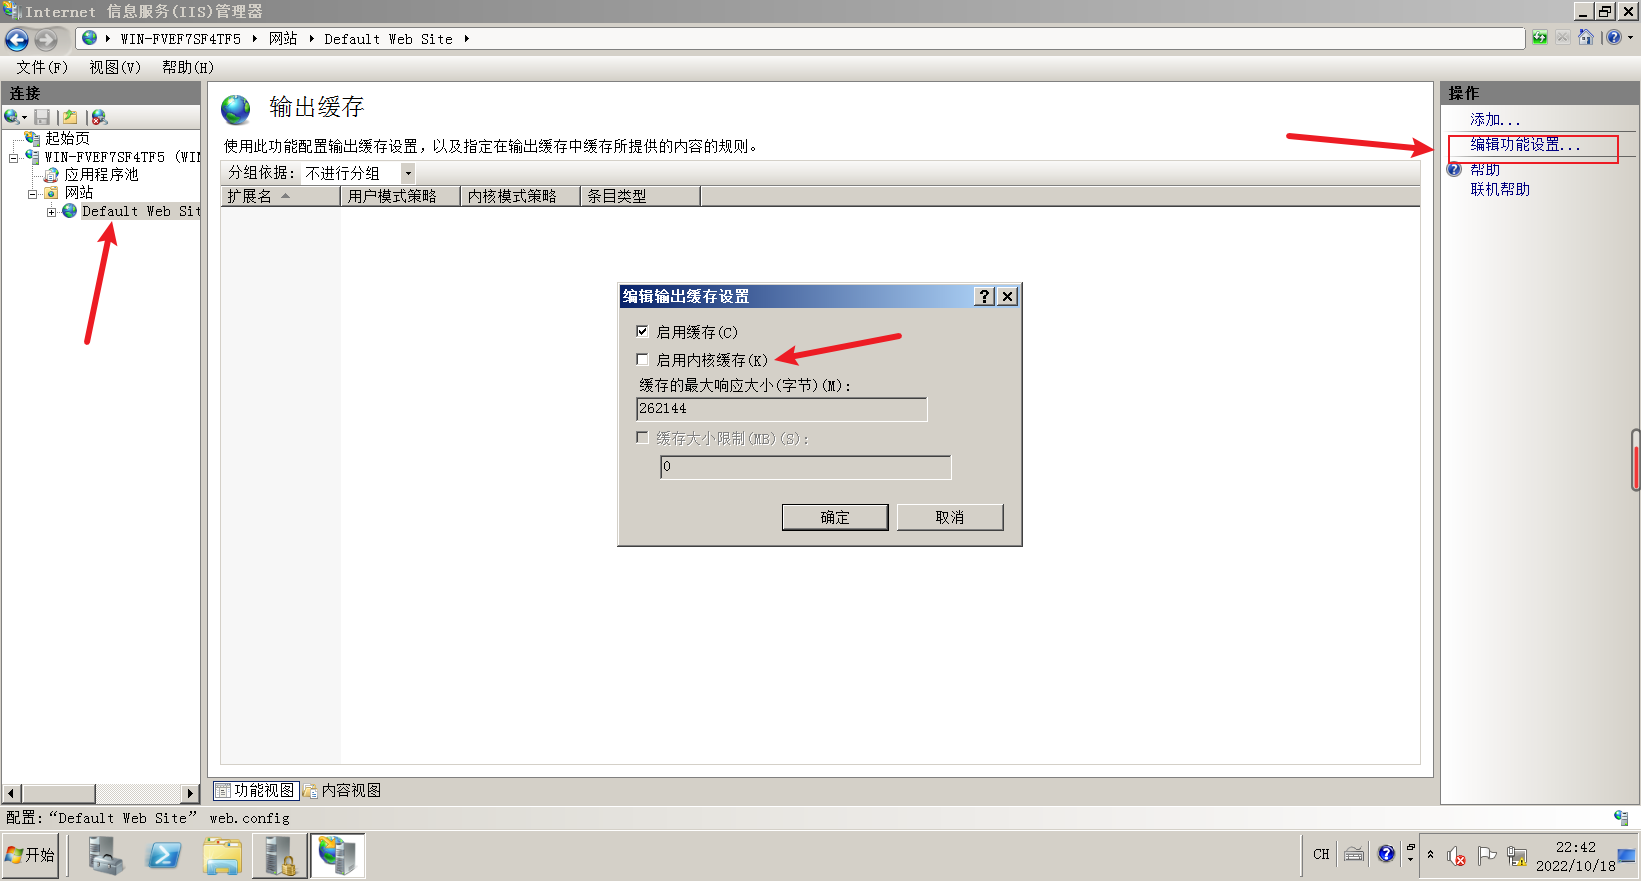 Internet 信息服务(IIS)管理器
WIN-FVEF7SF4TF5 网站 Default Web Site
文件(F) 视图(V) 帮助(H)
连接
起始页
WIN-FVEF7SF4TF5 (WIN
应用程序池
网站
Default Web Sit
输出缓存
使用此功能配置输出缓存设置，以及指定在输出缓存中缓存所提供的内容的规则。
分组依据: 不进行分组
扩展名 用户模式策略 内核模式策略 条目类型
编辑输出缓存设置
启用缓存(C)
启用内核缓存(K)
缓存的最大响应大小(字节)(M):
262144
缓存大小限制(MB)(S):
0
确定 取消
操作
添加...
编辑功能设置...
帮助
联机帮助
功能视图 内容视图
配置:“Default Web Site” web.config
开始
CH
22:42
2022/10/18